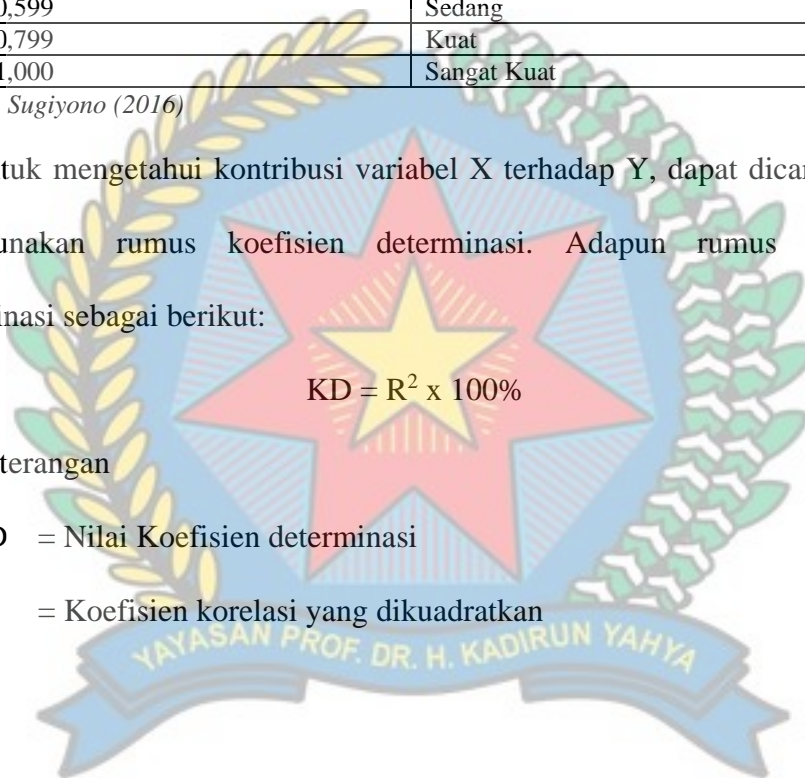 0,599 Sedang
0,799 Kuat
1,000 Sangat Kuat
Sugiyono (2016)
tuk mengetahui kontribusi variabel X terhadap Y, dapat dicar
unakan rumus koefisien determinasi. Adapun rumus
inasi sebagai berikut:
KD = R² x 100%
terangan
= Nilai Koefisien determinasi
= Koefisien korelasi yang dikuadratkan
YAYASAN PROF. DR. H. KADIRUN YAHYA